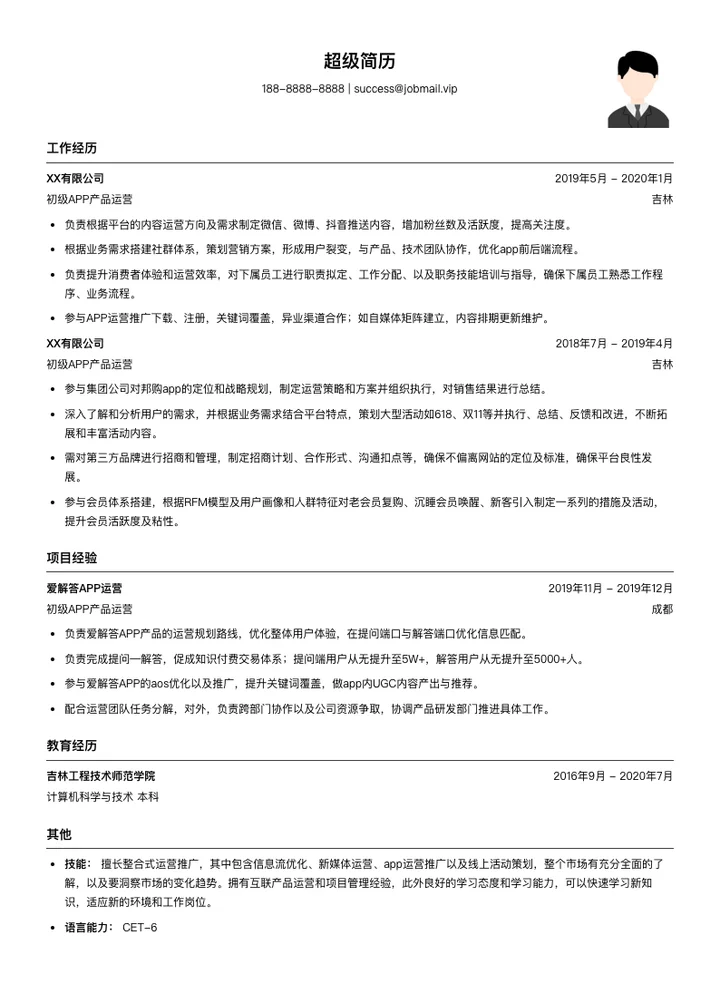 超级简历
188-8888-8888 | success@jobmail.vip
工作经历
XX有限公司 2019年5月 – 2020年1月
初级APP产品运营 吉林
• 负责根据平台的内容运营方向及需求制定微信、微博、抖音推送内容，增加粉丝数及活跃度，提高关注度。
• 根据业务需求搭建社群体系，策划营销方案，形成用户裂变，与产品、技术团队协作，优化app前后端流程。
• 负责提升消费者体验和运营效率，对下属员工进行职责拟定、工作分配、以及职务技能培训与指导，确保下属员工熟悉工作程
序、业务流程。
• 参与APP运营推广下载、注册，关键词覆盖，异业渠道合作；如自媒体矩阵建立，内容排期更新维护。
XX有限公司 2018年7月 – 2019年4月
初级APP产品运营 吉林
• 参与集团公司对邦购app的定位和战略规划，制定运营策略和方案并组织执行，对销售结果进行总结。
• 深入了解和分析用户的需求，并根据业务需求结合平台特点，策划大型活动如618、双11等并执行、总结、反馈和改进，不断拓
展和丰富活动内容。
• 需对第三方品牌进行招商和管理，制定招商计划、合作形式、沟通扣点等，确保不偏离网站的定位及标准，确保平台良性发
展。
• 参与会员体系搭建，根据RFM模型及用户画像和人群特征对老会员复购、沉睡会员唤醒、新客引入制定一系列的措施及活动，
提升会员活跃度及粘性。
项目经验
爱解答APP运营 2019年11月 – 2019年12月
初级APP产品运营 成都
• 负责爱解答APP产品的运营规划路线，优化整体用户体验，在提问端口与解答端口优化信息匹配。
• 负责完成提问—解答，促成知识付费交易体系；提问端用户从无提升至5W+，解答用户从无提升至5000+人。
• 参与爱解答APP的aos优化以及推广，提升关键词覆盖，做app内UGC内容产出与推荐。
• 配合运营团队任务分解，对外，负责跨部门协作以及公司资源争取，协调产品研发部门推进具体工作。
教育经历
吉林工程技术师范学院 2016年9月 – 2020年7月
计算机科学与技术 本科
其他
• 技能： 擅长整合式运营推广，其中包含信息流优化、新媒体运营、app运营推广以及线上活动策划，整个市场有充分全面的了
解，以及要洞察市场的变化趋势。拥有互联产品运营和项目管理经验，此外良好的学习态度和学习能力，可以快速学习新知
识，适应新的环境和工作岗位。
• 语言能力： CET-6